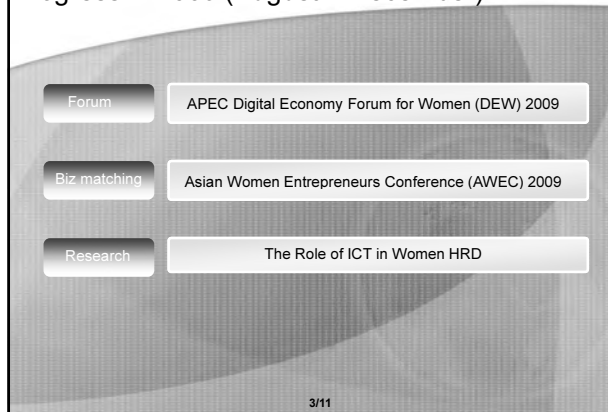 Forum
APEC Digital Economy Forum for Women (DEW) 2009
Biz matching
Asian Women Entrepreneurs Conference (AWEC) 2009
Research
The Role of ICT in Women HRD
3/11